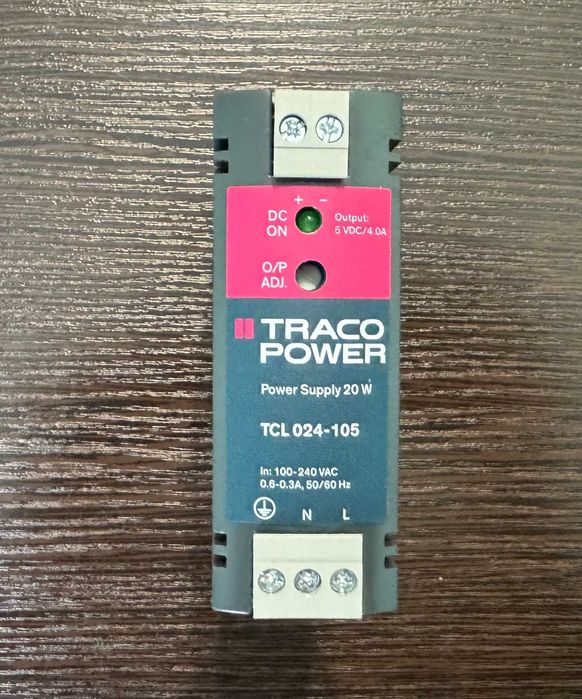 + −
DC
ON
Output:
5 VDC/4.0A
O/P
ADJ.
TRACO
POWER
Power Supply 20 W
TCL 024-105
In: 100-240 VAC
0.6-0.3A, 50/60 Hz
N L